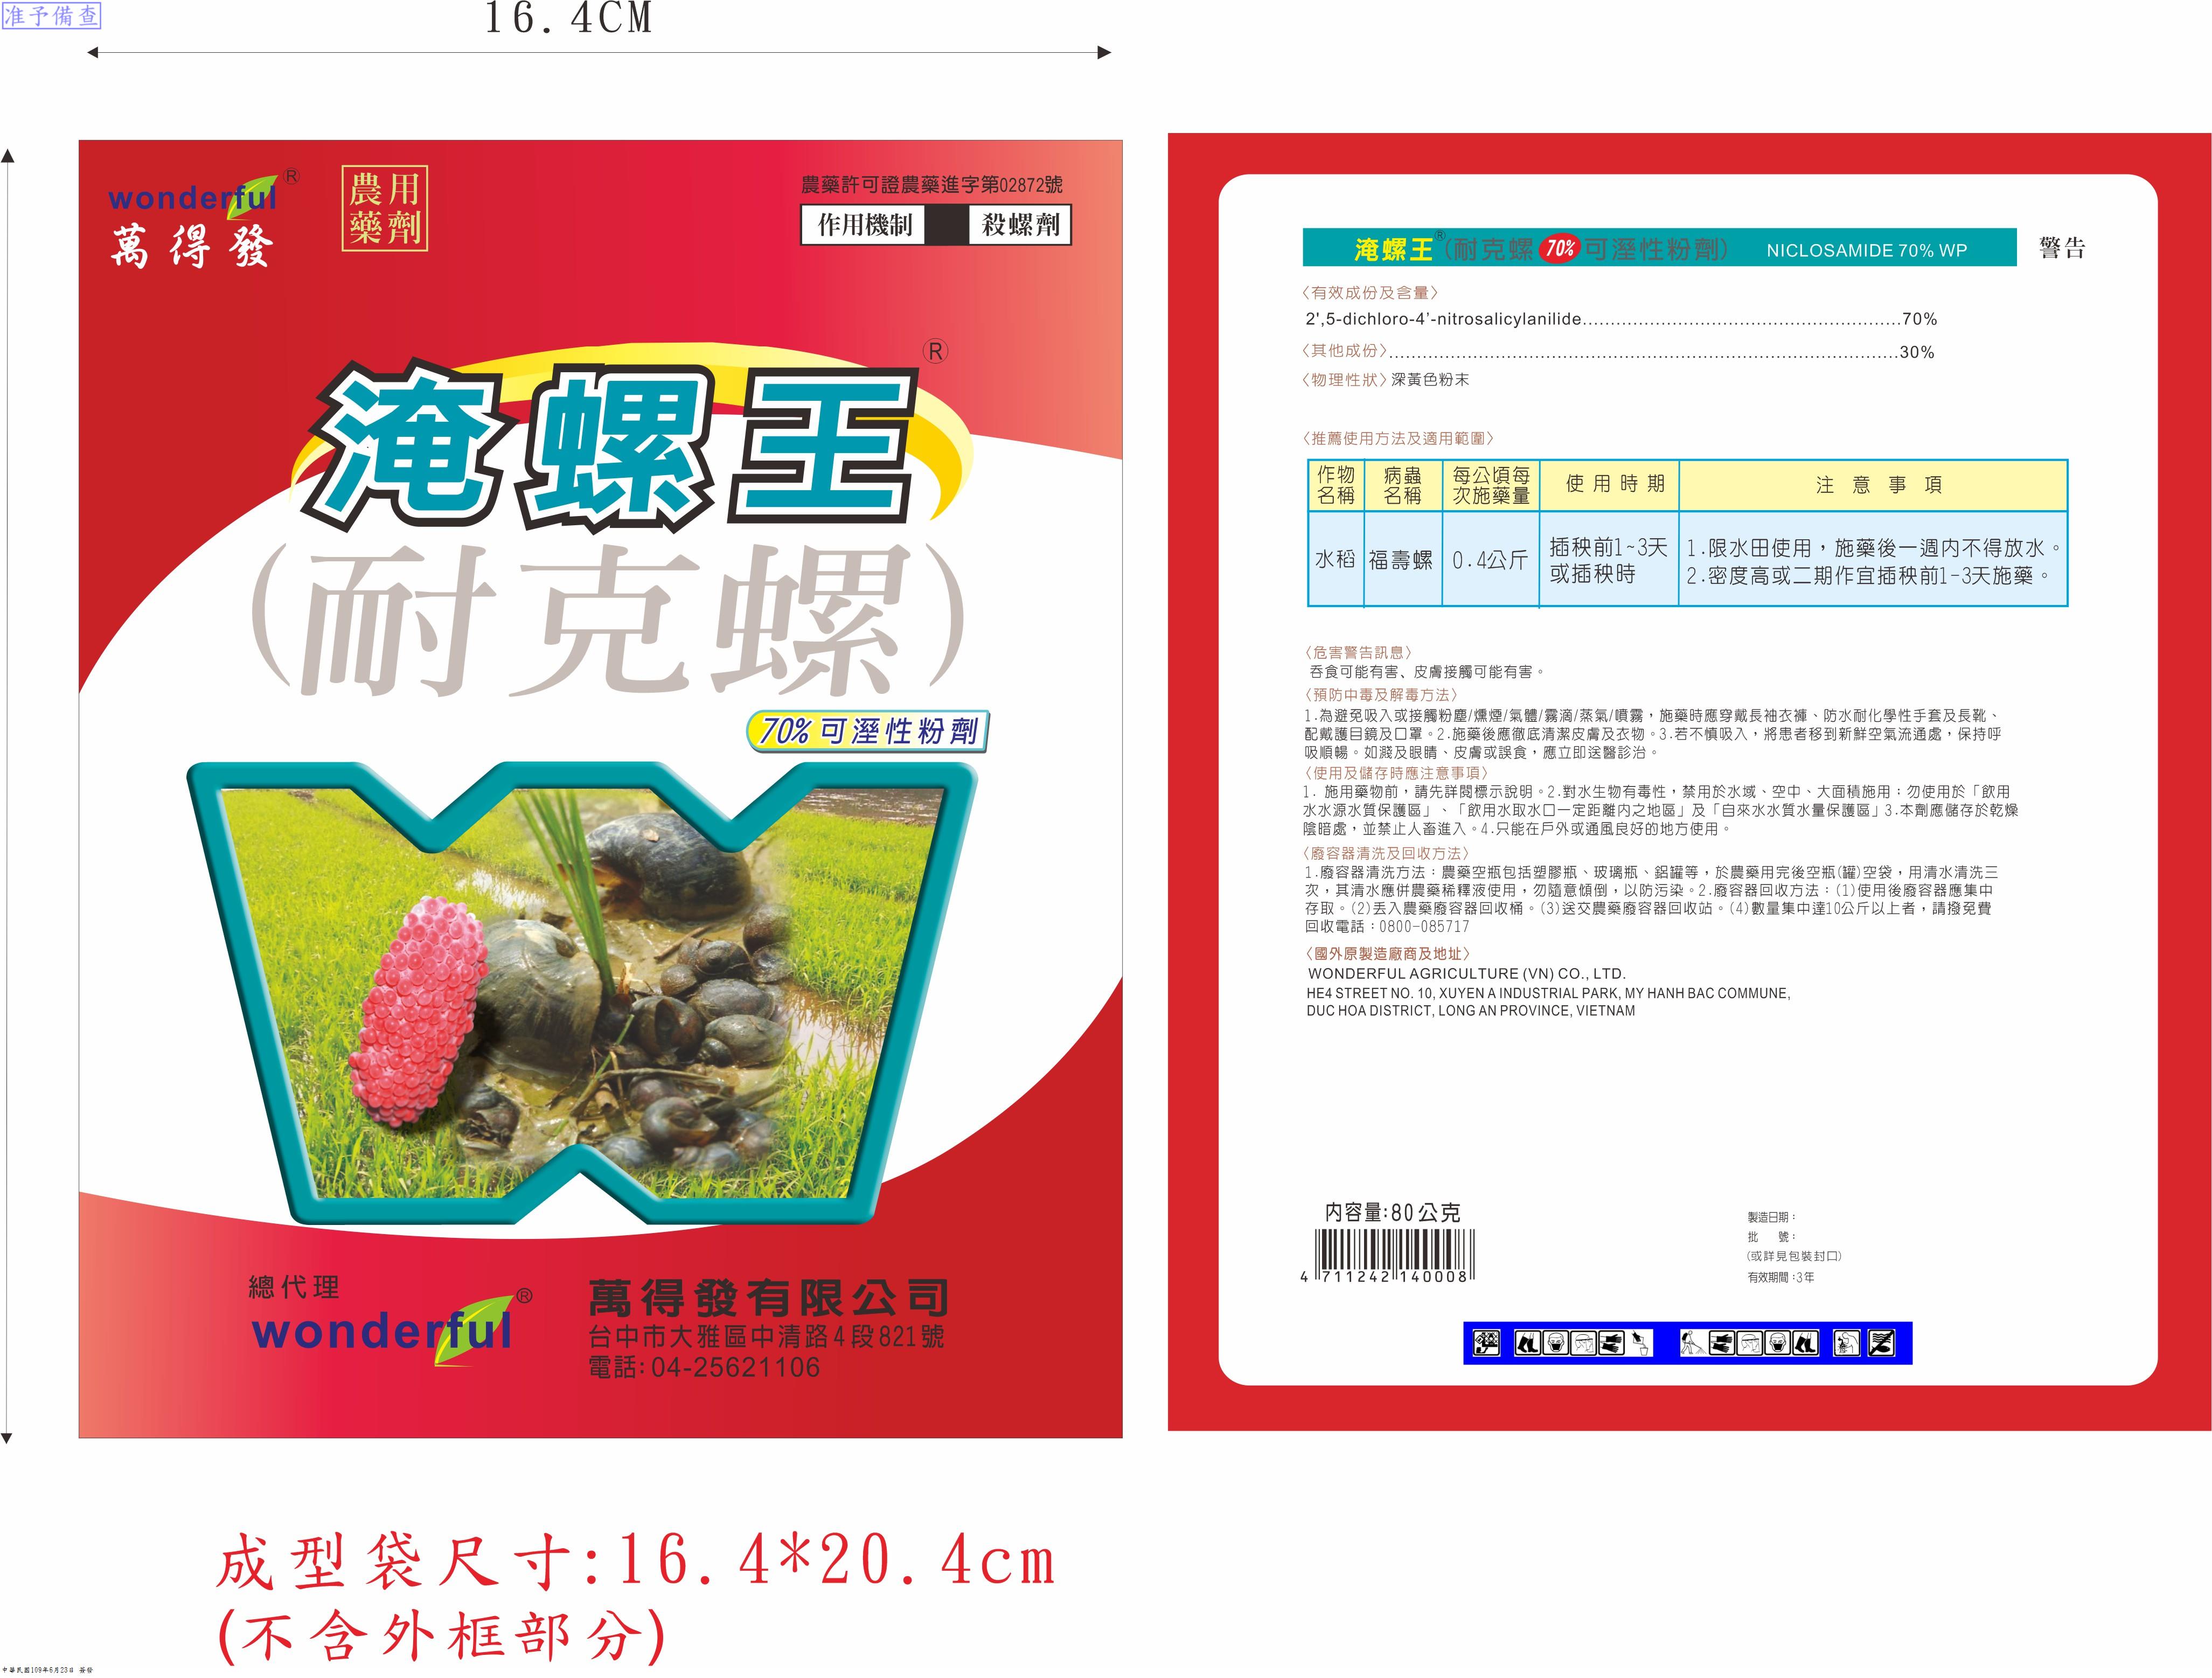 准予備查
16.4CM
wonderful®
萬得發
農用
藥劑
農藥許可證農藥進字第02872號
作用機制 殺螺劑
淹螺王®
(耐克螺)
70%可溼性粉劑
總代理
wonderful®
萬得發有限公司
台中市大雅區中清路4段821號
電話:04-25621106
淹螺王®(耐克螺70%可溼性粉劑) NICLOSAMIDE 70% WP 警告
〈有效成份及含量〉
2',5-dichloro-4'-nitrosalicylanilide.........................................................70%
〈其他成份〉...........................................................................................30%
〈物理性狀〉深黃色粉末
〈推薦使用方法及適用範圍〉
作物名稱 病蟲名稱 每公頃每次施藥量 使用時期 注意事項
水稻 福壽螺 0.4公斤 插秧前1~3天或插秧時 1.限水田使用，施藥後一週內不得放水。
2.密度高或二期作宜插秧前1-3天施藥。
〈危害警告訊息〉
吞食可能有害、皮膚接觸可能有害。
〈預防中毒及解毒方法〉
1.為避免吸入或接觸粉塵/燻煙/氣體/霧滴/蒸氣/噴霧，施藥時應穿戴長袖衣褲、防水耐化學性手套及長靴、
配戴護目鏡及口罩。2.施藥後應徹底清潔皮膚及衣物。3.若不慎吸入，將患者移到新鮮空氣流通處，保持呼
吸順暢。如濺及眼睛、皮膚或誤食，應立即送醫診治。
〈使用及儲存時應注意事項〉
1. 施用藥物前，請先詳閱標示說明。2.對水生物有毒性，禁用於水域、空中、大面積施用：勿使用於「飲用
水水源水質保護區」、「飲用水取水口一定距離內之地區」及「自來水水質水量保護區」3.本劑應儲存於乾燥
陰暗處，並禁止人畜進入。4.只能在戶外或通風良好的地方使用。
〈廢容器清洗及回收方法〉
1.廢容器清洗方法：農藥空瓶包括塑膠瓶、玻璃瓶、鋁罐等，於農藥用完後空瓶(罐)空袋，用清水清洗三
次，其清水應併農藥稀釋液使用，勿隨意傾倒，以防污染。2.廢容器回收方法：(1)使用後廢容器應集中
存取。(2)丟入農藥廢容器回收桶。(3)送交農藥廢容器回收站。(4)數量集中達10公斤以上者，請撥免費
回收電話：0800-085717
〈國外原製造廠商及地址〉
WONDERFUL AGRICULTURE (VN) CO., LTD.
HE4 STREET NO. 10, XUYEN A INDUSTRIAL PARK, MY HANH BAC COMMUNE,
DUC HOA DISTRICT, LONG AN PROVINCE, VIETNAM
內容量:80公克
4 711242 140008
製造日期：
批 號：
(或詳見包裝封口)
有效期間：3年
成型袋尺寸:16.4*20.4cm
(不含外框部分)
中華民國109年6月23日 簽發